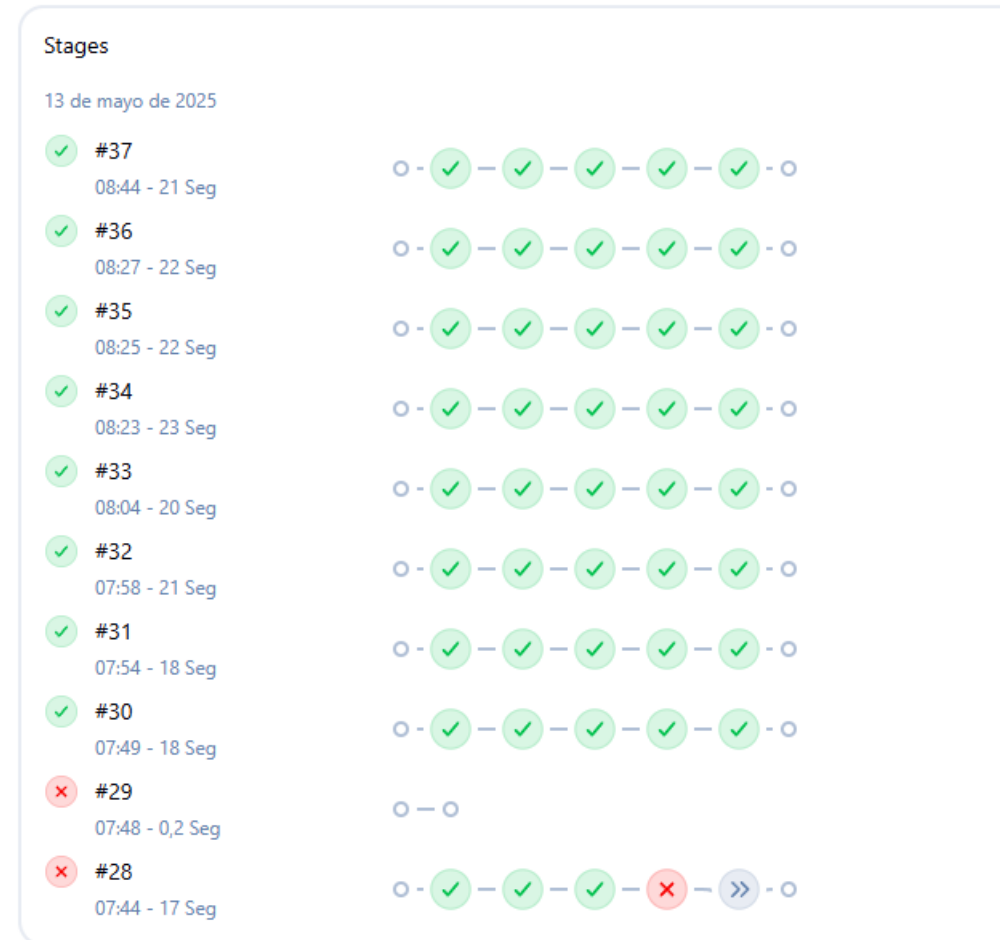 Stages
13 de mayo de 2025
#37
08:44 - 21 Seg
#36
08:27 - 22 Seg
#35
08:25 - 22 Seg
#34
08:23 - 23 Seg
#33
08:04 - 20 Seg
#32
07:58 - 21 Seg
#31
07:54 - 18 Seg
#30
07:49 - 18 Seg
#29
07:48 - 0,2 Seg
#28
07:44 - 17 Seg